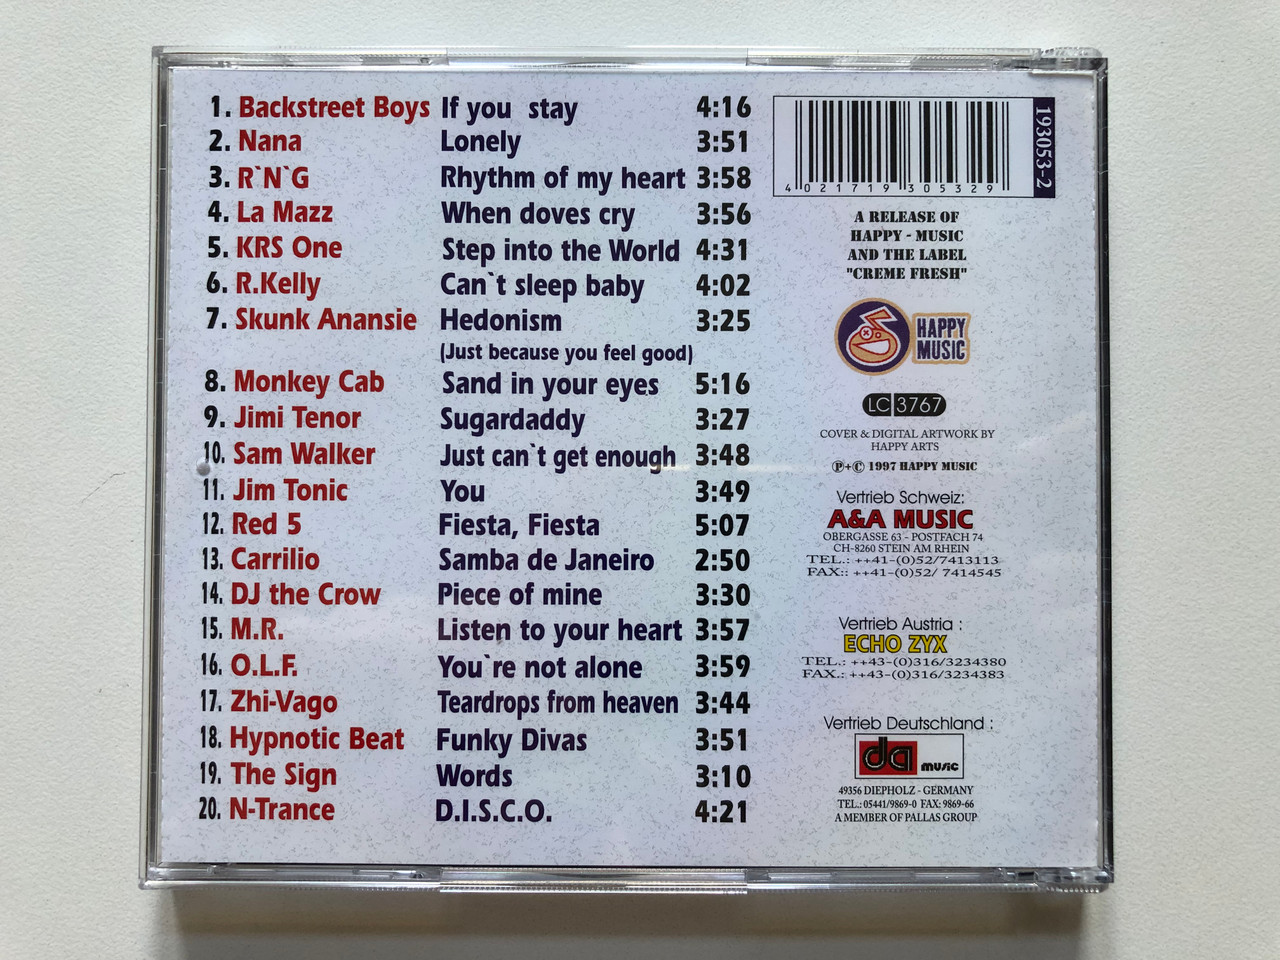 1. Backstreet Boys If you stay 4:16
2. Nana Lonely 3:51
3. R`N`G Rhythm of my heart 3:58
4. La Mazz When doves cry 3:56
5. KRS One Step into the World 4:31
6. R.Kelly Can`t sleep baby 4:02
7. Skunk Anansie Hedonism 3:25
(Just because you feel good)
8. Monkey Cab Sand in your eyes 5:16
9. Jimi Tenor Sugardaddy 3:27
10. Sam Walker Just can`t get enough 3:48
11. Jim Tonic You 3:49
12. Red 5 Fiesta, Fiesta 5:07
13. Carrilio Samba de Janeiro 2:50
14. DJ the Crow Piece of mine 3:30
15. M.R. Listen to your heart 3:57
16. O.L.F. You`re not alone 3:59
17. Zhi-Vago Teardrops from heaven 3:44
18. Hypnotic Beat Funky Divas 3:51
19. The Sign Words 3:10
20. N-Trance D.I.S.C.O. 4:21
4 021719 305329
193053-2
A RELEASE OF
HAPPY - MUSIC
AND THE LABEL
"CREME FRESH"
HAPPY
MUSIC
LC 3767
COVER & DIGITAL ARTWORK BY
HAPPY ARTS
℗+© 1997 HAPPY MUSIC
Vertrieb Schweiz:
A&A MUSIC
OBERGASSE 63 - POSTFACH 74
CH-8260 STEIN AM RHEIN
TEL.: ++41-(0)52/7413113
FAX:: ++41-(0)52/ 7414545
Vertrieb Austria :
ECHO ZYX
TEL.: ++43-(0)316/3234380
FAX.: ++43-(0)316/3234383
Vertrieb Deutschland :
da music
49356 DIEPHOLZ - GERMANY
TEL.: 05441/9869-0 FAX: 9869-66
A MEMBER OF PALLAS GROUP